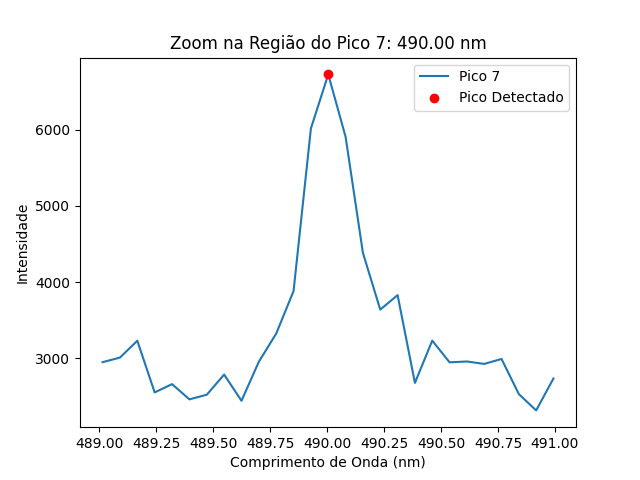 Zoom na Região do Pico 7: 490.00 nm
Pico 7
Pico Detectado
Intensidade
6000
5000
4000
3000
489.00 489.25 489.50 489.75 490.00 490.25 490.50 490.75 491.00
Comprimento de Onda (nm)